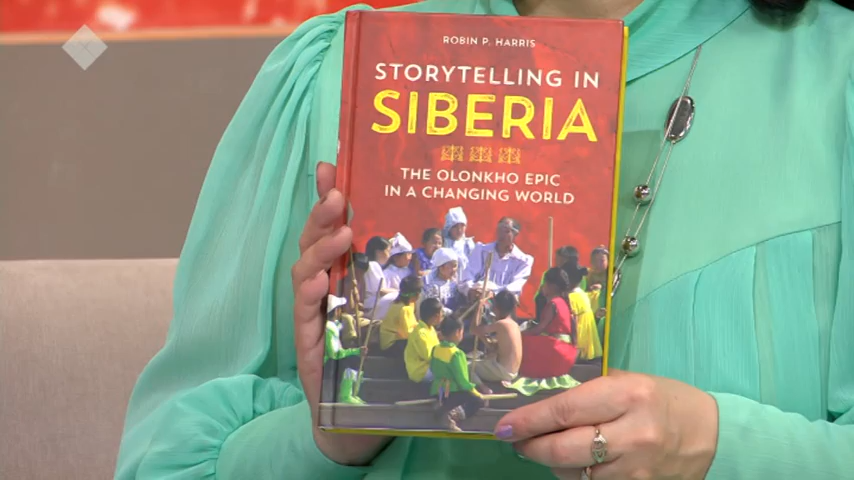 ROBIN P. HARRIS
STORYTELLING IN
SIBERIA
THE OLONKHO EPIC
IN A CHANGING WORLD